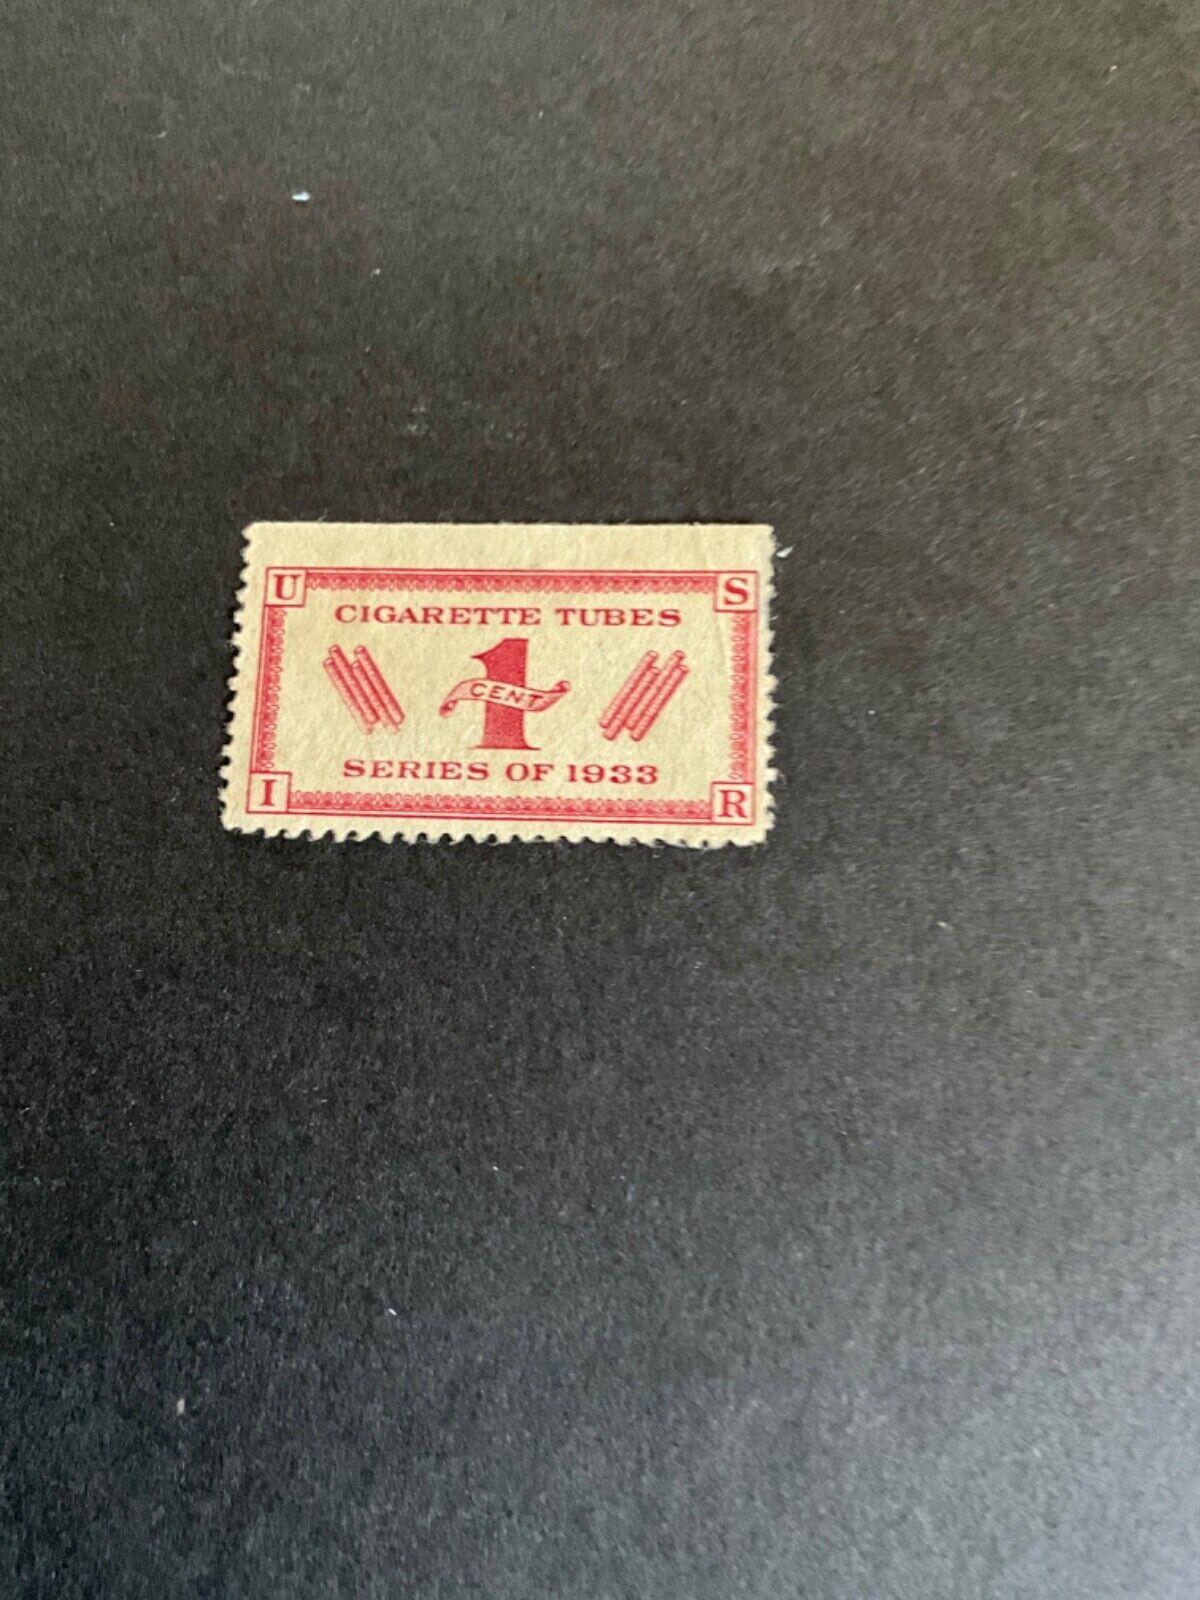 U S
CIGARETTE TUBES
1
CENT
SERIES OF 1933
I R